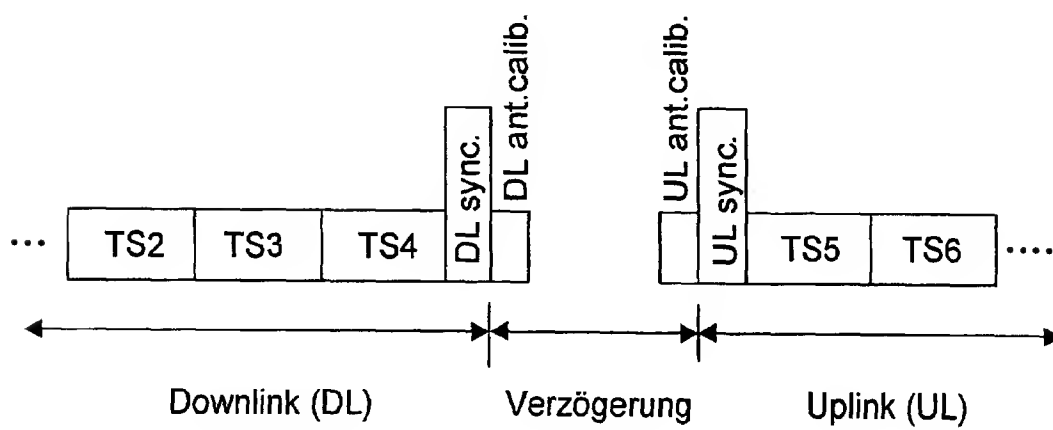 DL ant.calib.
UL ant.calib.
DL sync.
UL sync.
... TS2 TS3 TS4 TS5 TS6 ....
Downlink (DL) Verzögerung Uplink (UL)